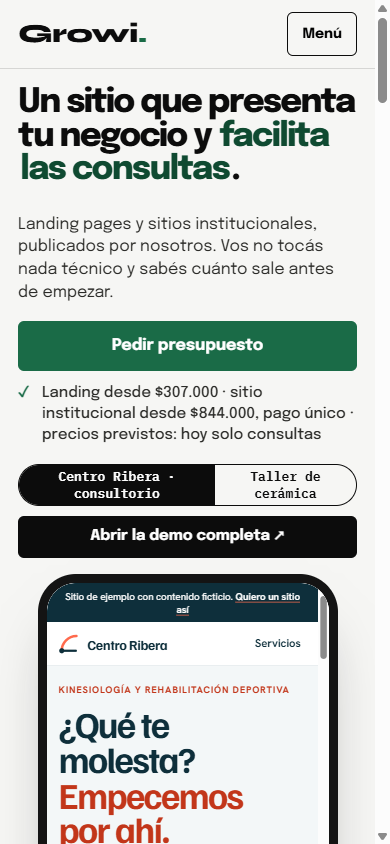 Growi.
Menú
Un sitio que presenta
tu negocio y facilita
las consultas.
Landing pages y sitios institucionales,
publicados por nosotros. Vos no tocás
nada técnico y sabés cuánto sale antes
de empezar.
Pedir presupuesto
✓ Landing desde $307.000 · sitio
institucional desde $844.000, pago único ·
precios previstos: hoy solo consultas
Centro Ribera ·
consultorio
Taller de
cerámica
Abrir la demo completa ↗
Sitio de ejemplo con contenido ficticio. Quiero un sitio
así
Centro Ribera
Servicios
KINESIOLOGÍA Y REHABILITACIÓN DEPORTIVA
¿Qué te
molesta?
Empecemos
por ahí.